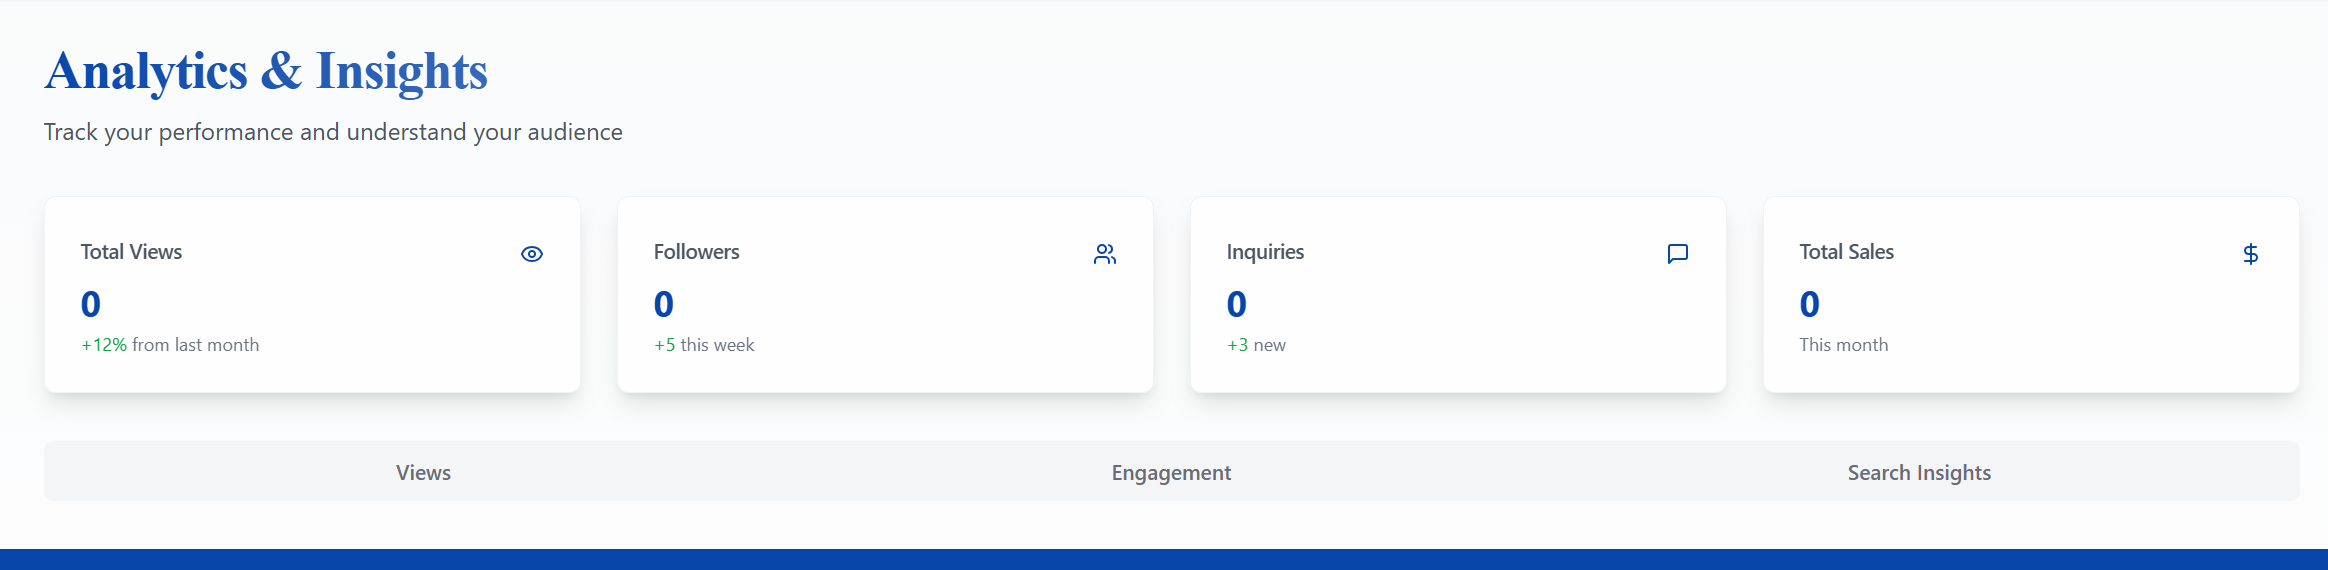 Analytics & Insights
Track your performance and understand your audience
Total Views
0
+12% from last month
Followers
0
+5 this week
Inquiries
0
+3 new
Total Sales
0
This month
Views
Engagement
Search Insights